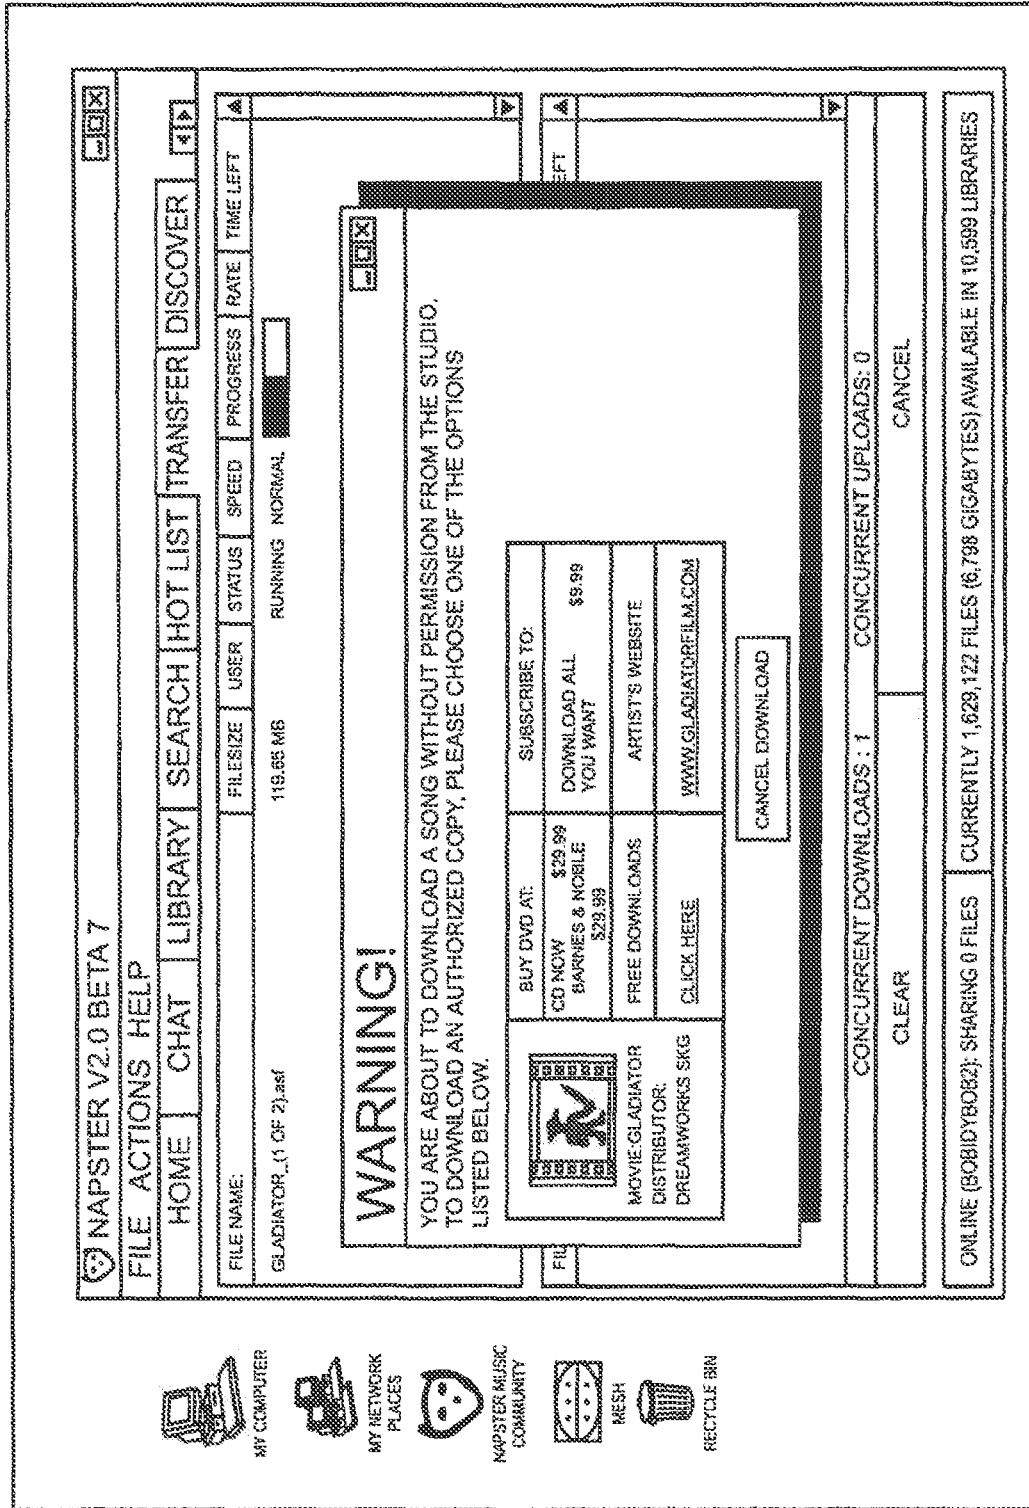 NAPSTER V2.0 BETA 7
FILE ACTIONS HELP
HOME CHAT LIBRARY SEARCH HOT LIST TRANSFER DISCOVER
FILE NAME: FILESIZE USER STATUS SPEED PROGRESS RATE TIME LEFT
GLADIATOR_(1 OF 2).asf 119.65 MB RUNNING NORMAL
WARNING!
YOU ARE ABOUT TO DOWNLOAD A SONG WITHOUT PERMISSION FROM THE STUDIO.
TO DOWNLOAD AN AUTHORIZED COPY, PLEASE CHOOSE ONE OF THE OPTIONS
LISTED BELOW.
MOVIE:GLADIATOR
DISTRIBUTOR:
DREAMWORKS SKG
BUY DVD AT: SUBSCRIBE TO:
CD NOW $29.99
BARNES & NOBLE
$29.99
DOWNLOAD ALL $9.99
YOU WANT
FREE DOWNLOADS ARTIST'S WEBSITE
CLICK HERE WWW.GLADIATORFILM.COM
CANCEL DOWNLOAD
FIL EFT
CONCURRENT DOWNLOADS : 1 CONCURRENT UPLOADS: 0
CLEAR CANCEL
ONLINE (BOBIDYBOB2): SHARING 0 FILES CURRENTLY 1,629,122 FILES (6,798 GIGABYTES) AVAILABLE IN 10,599 LIBRARIES
MY COMPUTER
MY NETWORK
PLACES
NAPSTER MUSIC
COMMUNITY
MESH
RECYCLE BIN